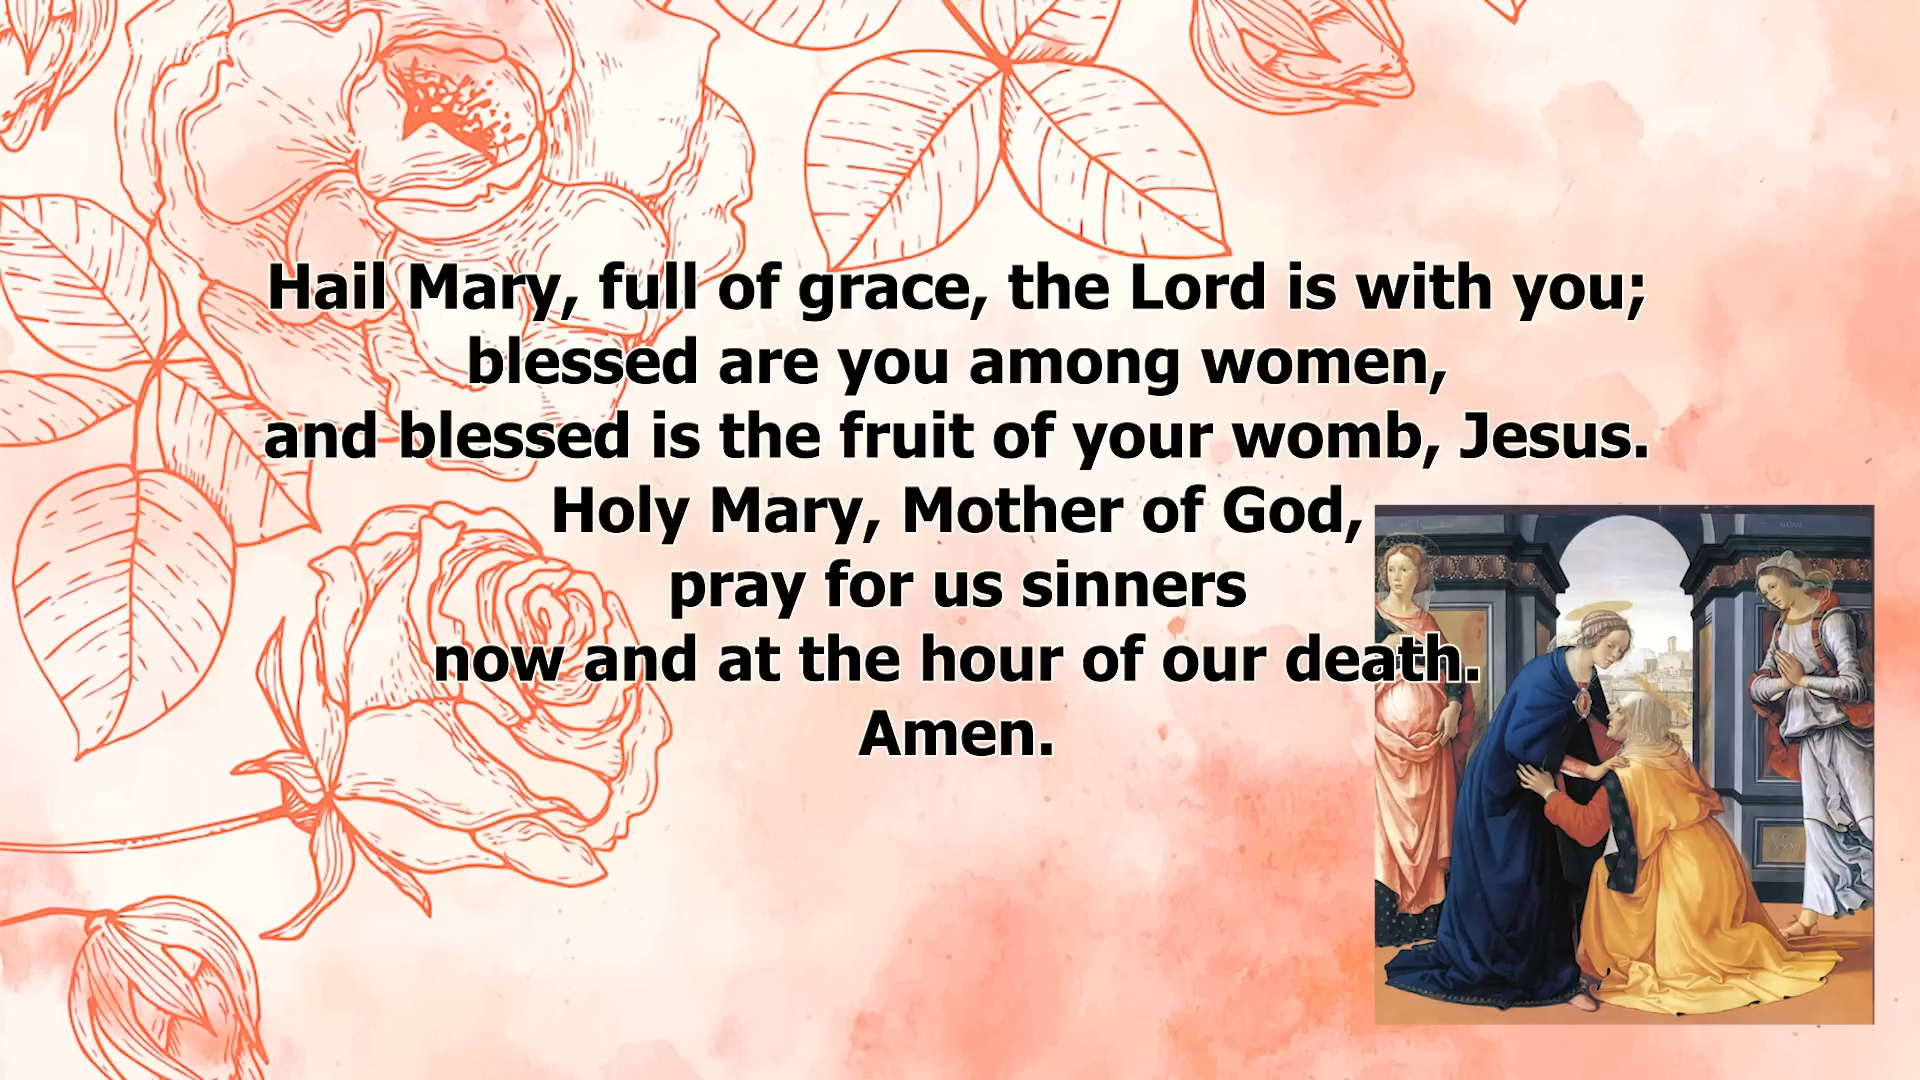 Hail Mary, full of grace, the Lord is with you;
blessed are you among women,
and blessed is the fruit of your womb, Jesus.
Holy Mary, Mother of God,
pray for us sinners
now and at the hour of our death.
Amen.